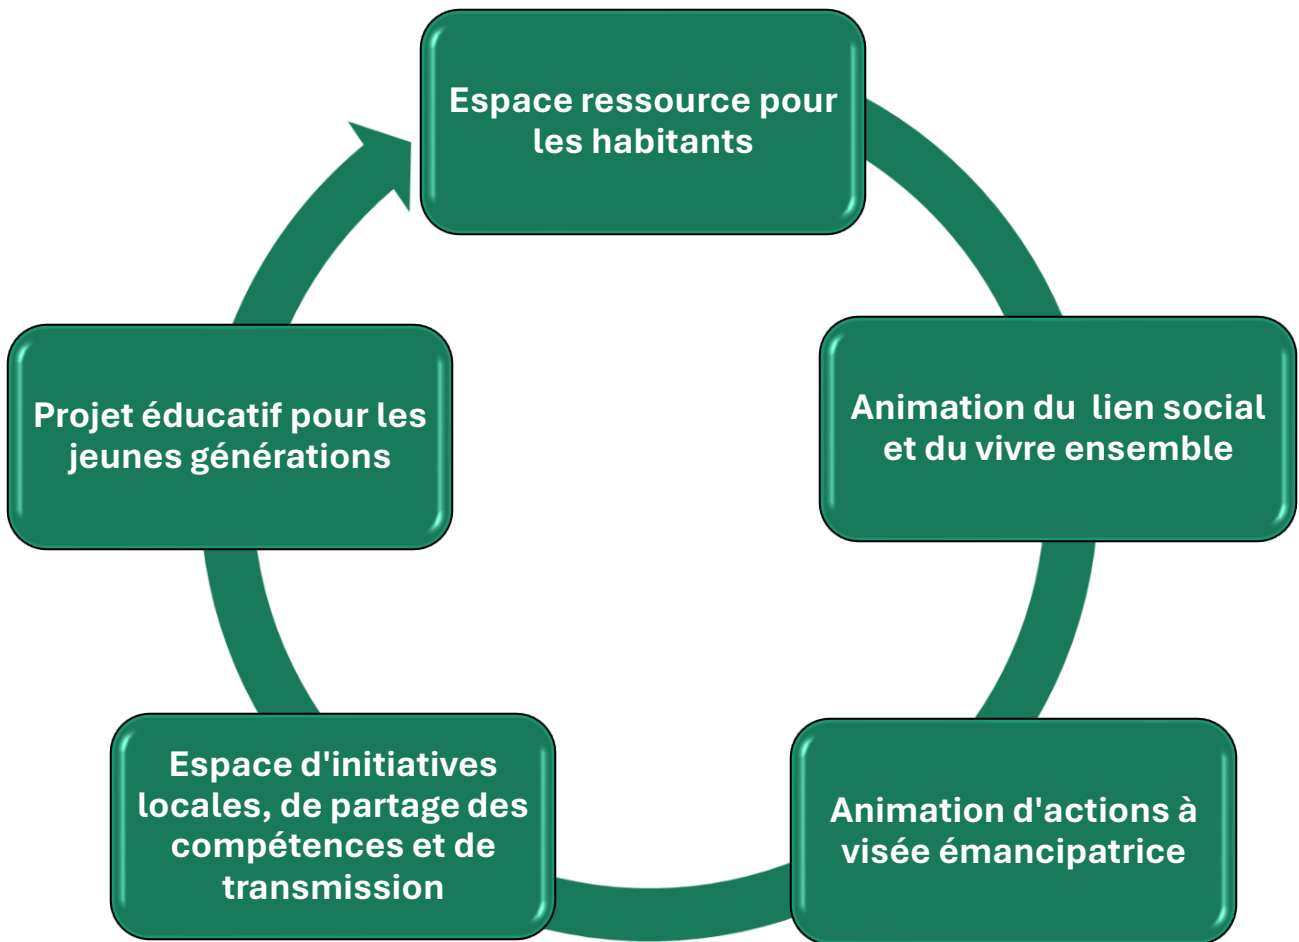 Espace ressource pour
les habitants
Animation du  lien social
et du vivre ensemble
Animation d'actions à
visée émancipatrice
Espace d'initiatives
locales, de partage des
compétences et de
transmission
Projet éducatif pour les
jeunes générations